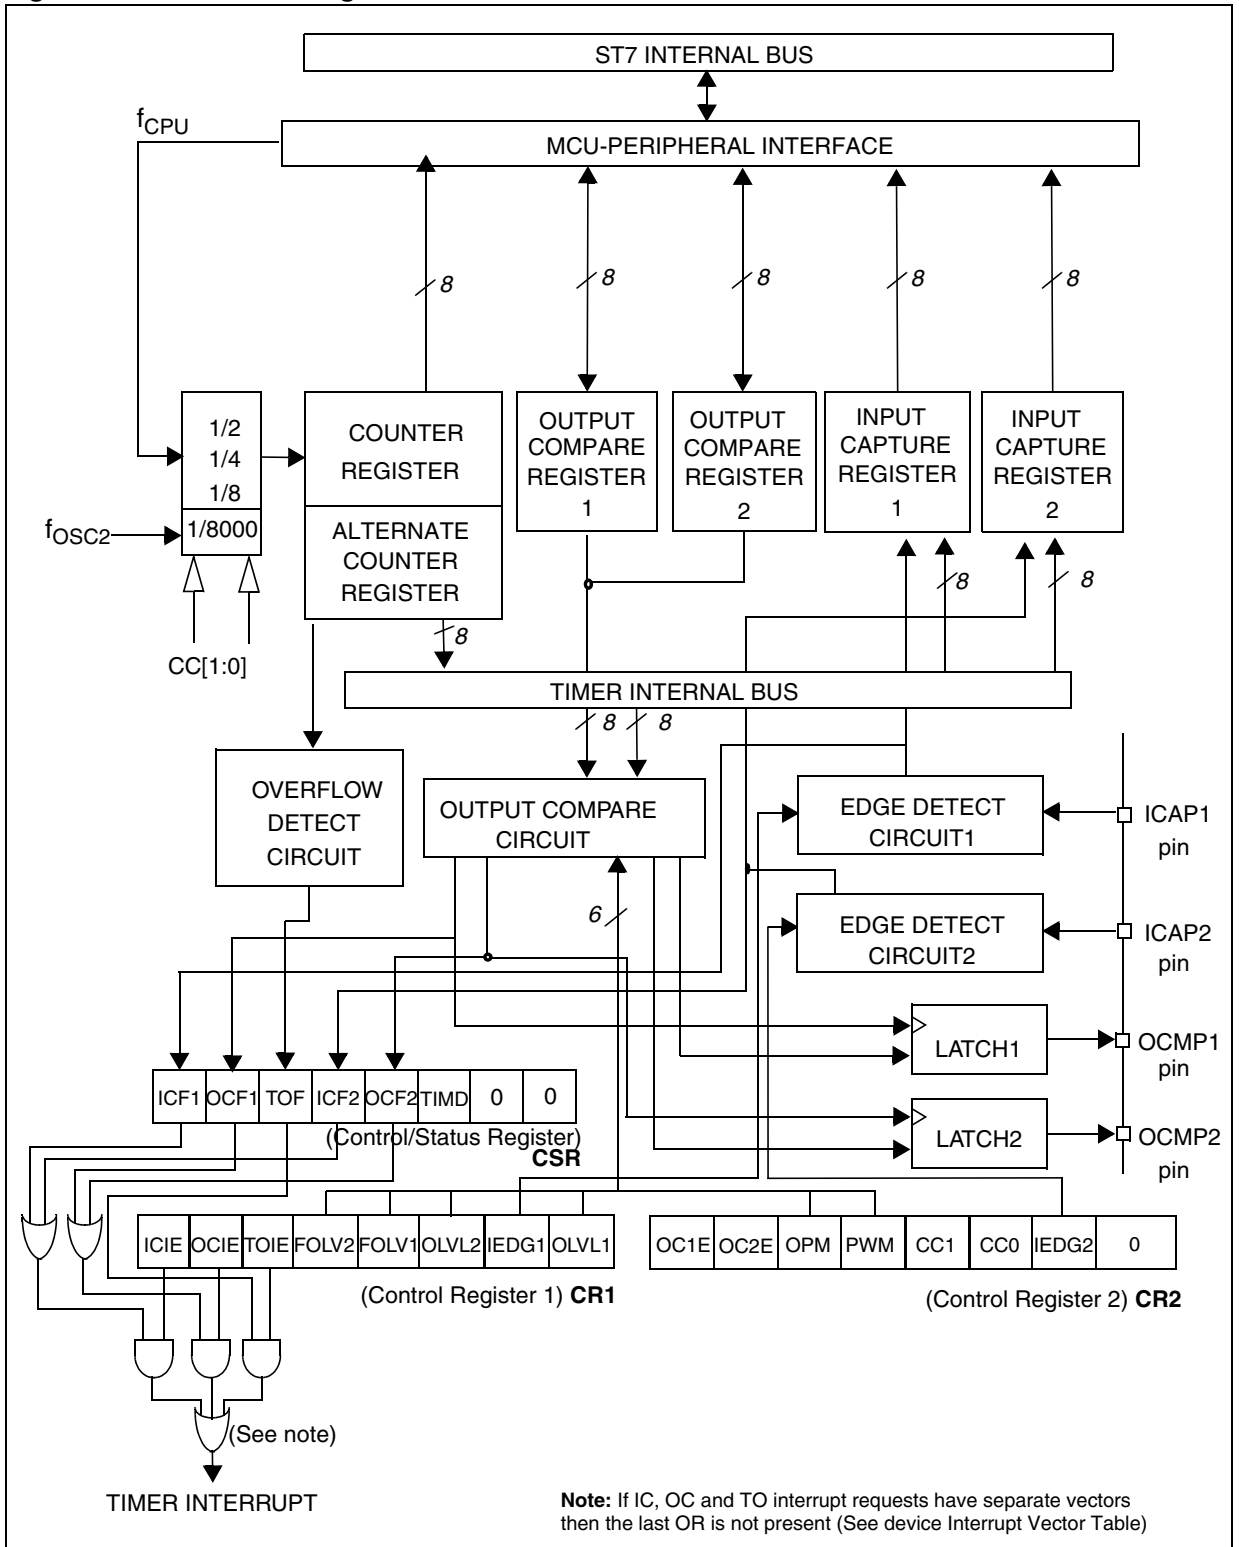 ST7 INTERNAL BUS
fCPU
MCU-PERIPHERAL INTERFACE
8
8
8
8
8
1/2
1/4
1/8
1/8000
fOSC2
CC[1:0]
COUNTER
REGISTER
ALTERNATE
COUNTER
REGISTER
OUTPUT
COMPARE
REGISTER
1
OUTPUT
COMPARE
REGISTER
2
INPUT
CAPTURE
REGISTER
1
INPUT
CAPTURE
REGISTER
2
8
8
8
TIMER INTERNAL BUS
8
8
OVERFLOW
DETECT
CIRCUIT
OUTPUT COMPARE
CIRCUIT
6
EDGE DETECT
CIRCUIT1
ICAP1
pin
EDGE DETECT
CIRCUIT2
ICAP2
pin
LATCH1
OCMP1
pin
LATCH2
OCMP2
pin
ICF1 OCF1 TOF ICF2 OCF2 TIMD 0 0
(Control/Status Register)
CSR
ICIE OCIE TOIE FOLV2 FOLV1 OLVL2 IEDG1 OLVL1
(Control Register 1) CR1
OC1E OC2E OPM PWM CC1 CC0 IEDG2 0
(Control Register 2) CR2
(See note)
TIMER INTERRUPT
Note: If IC, OC and TO interrupt requests have separate vectors
then the last OR is not present (See device Interrupt Vector Table)